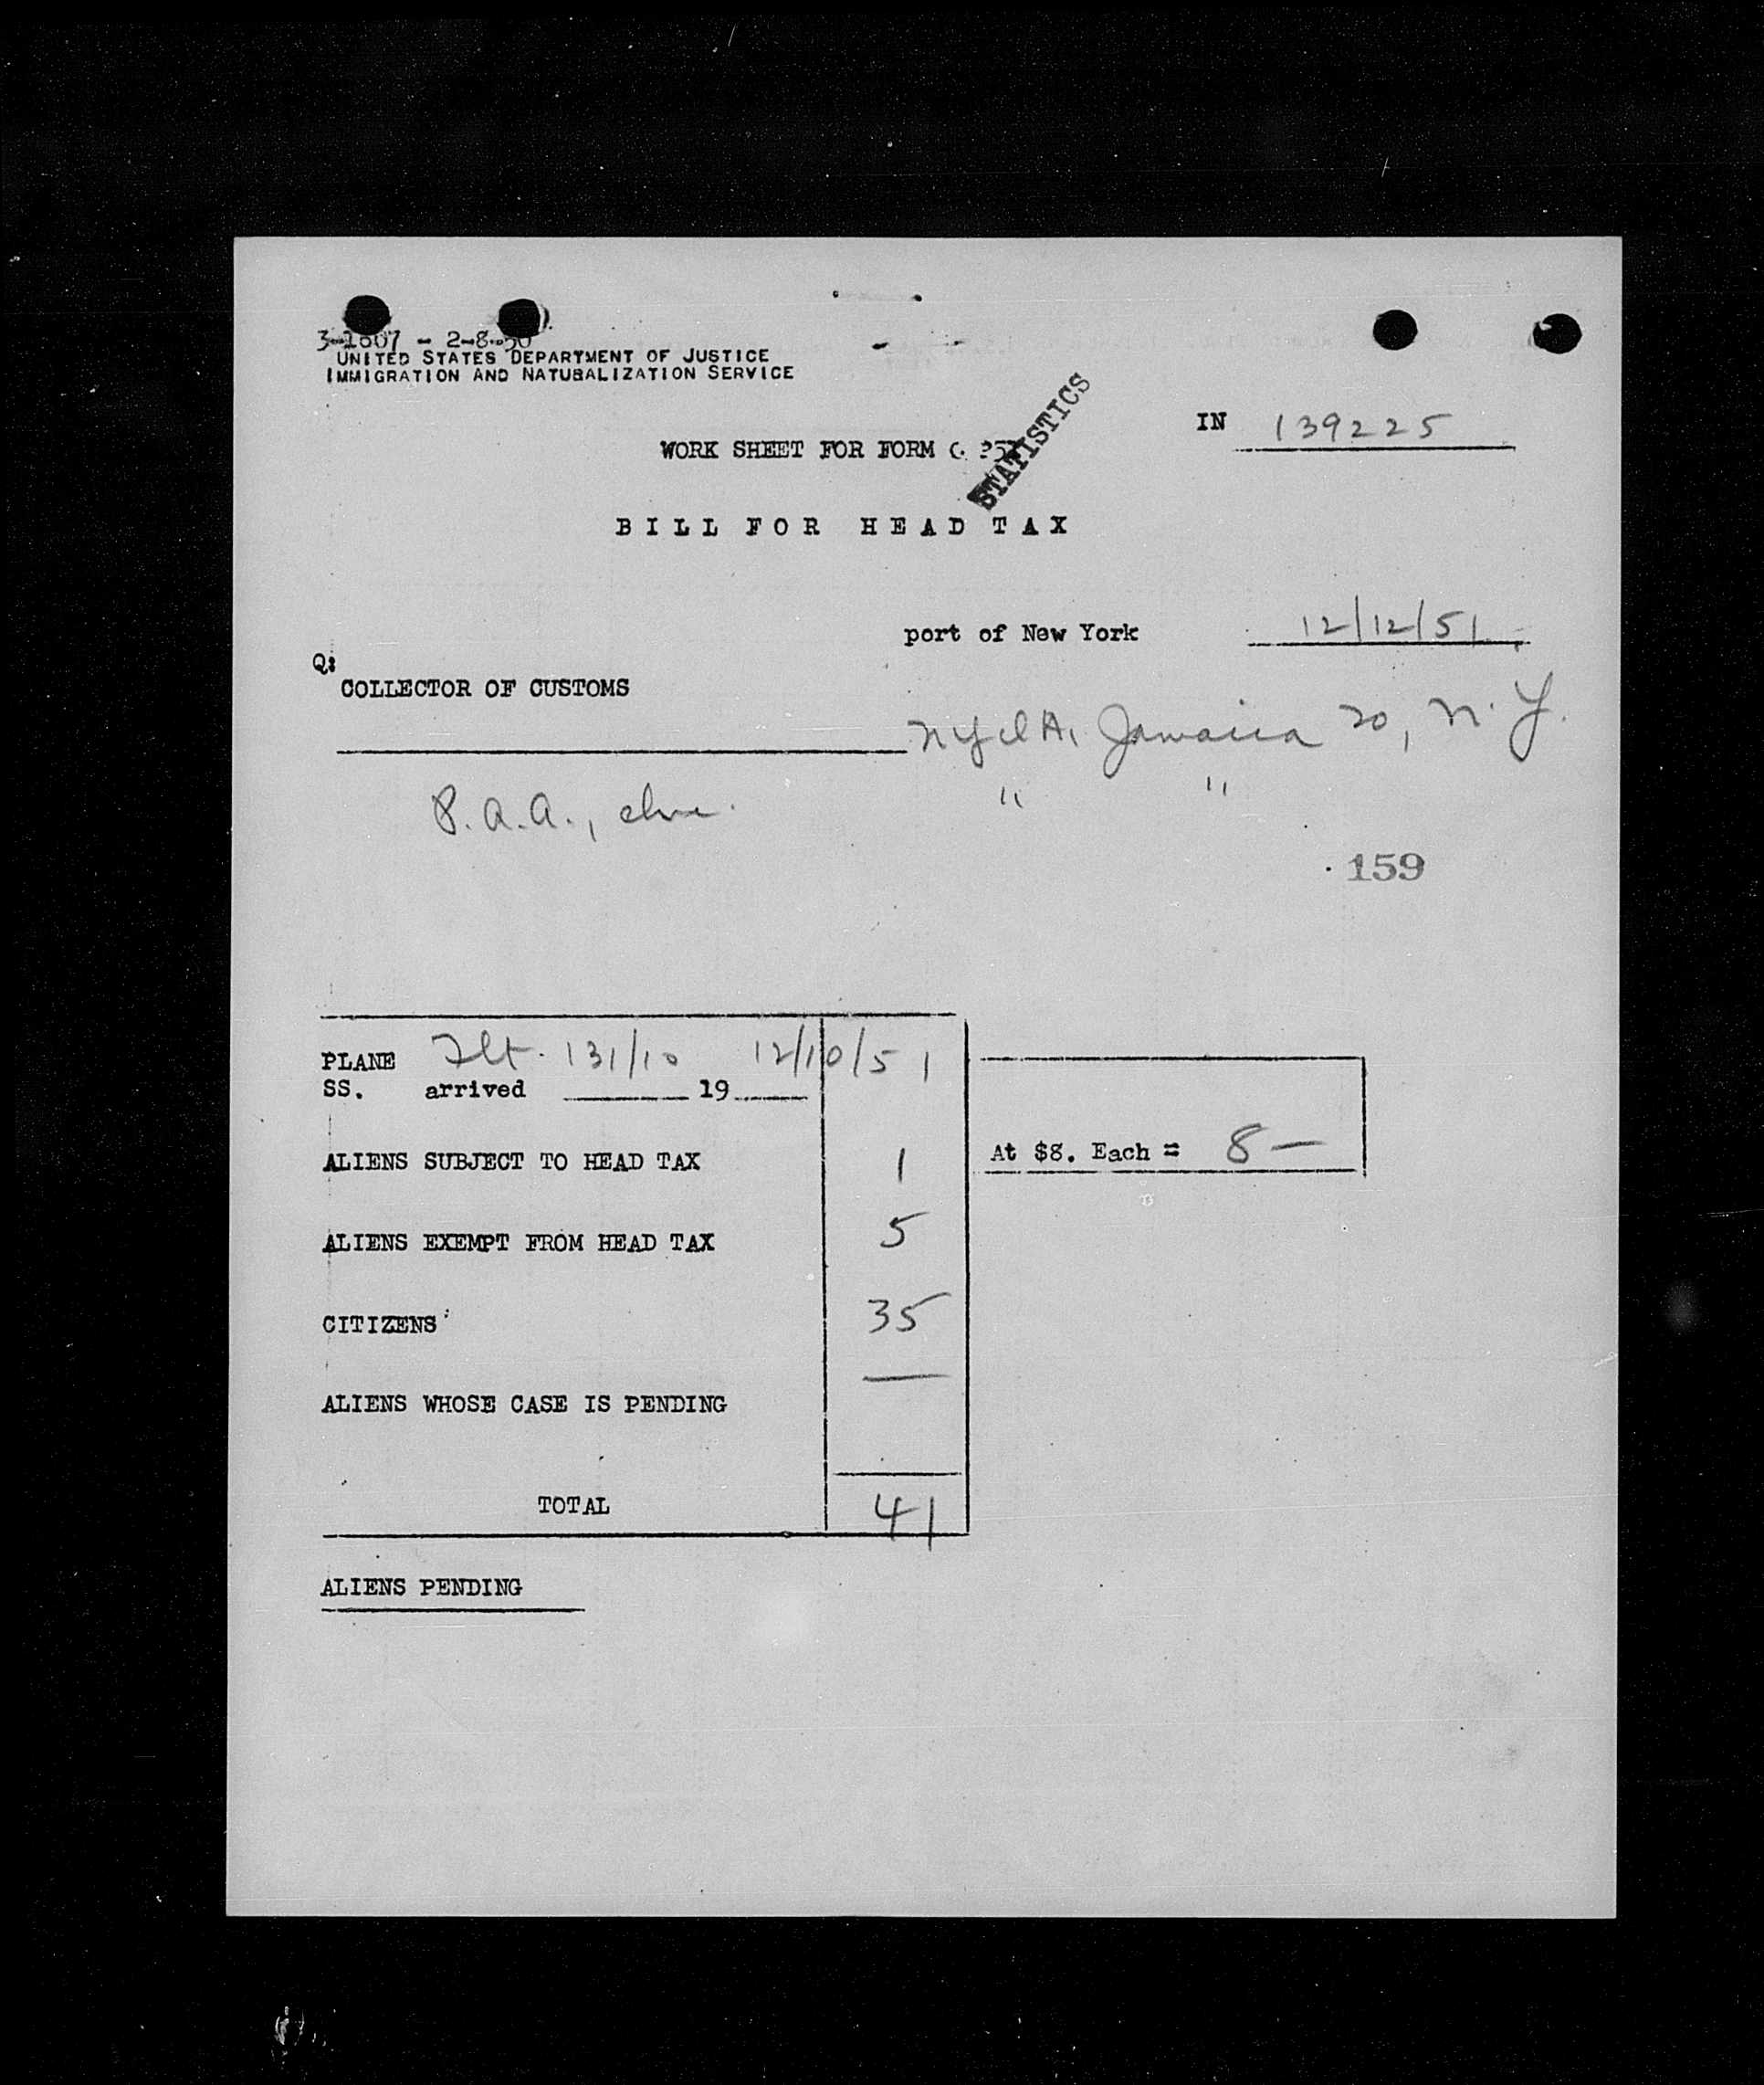 3-1607 - 2-8-50
UNITED STATES DEPARTMENT OF JUSTICE
IMMIGRATION AND NATURALIZATION SERVICE
IN 139225
STATISTICS
WORK SHEET FOR FORM
BILL FOR HEAD TAX
port of New York 12/12/51
Q:
COLLECTOR OF CUSTOMS
Jamaica 20, N.Y.
P.A.A., " "
159
PLANE Flt. 131/10 12/10/51
SS. arrived 19
ALIENS SUBJECT TO HEAD TAX 1 At $8. Each = 8 —
ALIENS EXEMPT FROM HEAD TAX 5
CITIZENS 35
ALIENS WHOSE CASE IS PENDING —
TOTAL 41
ALIENS PENDING